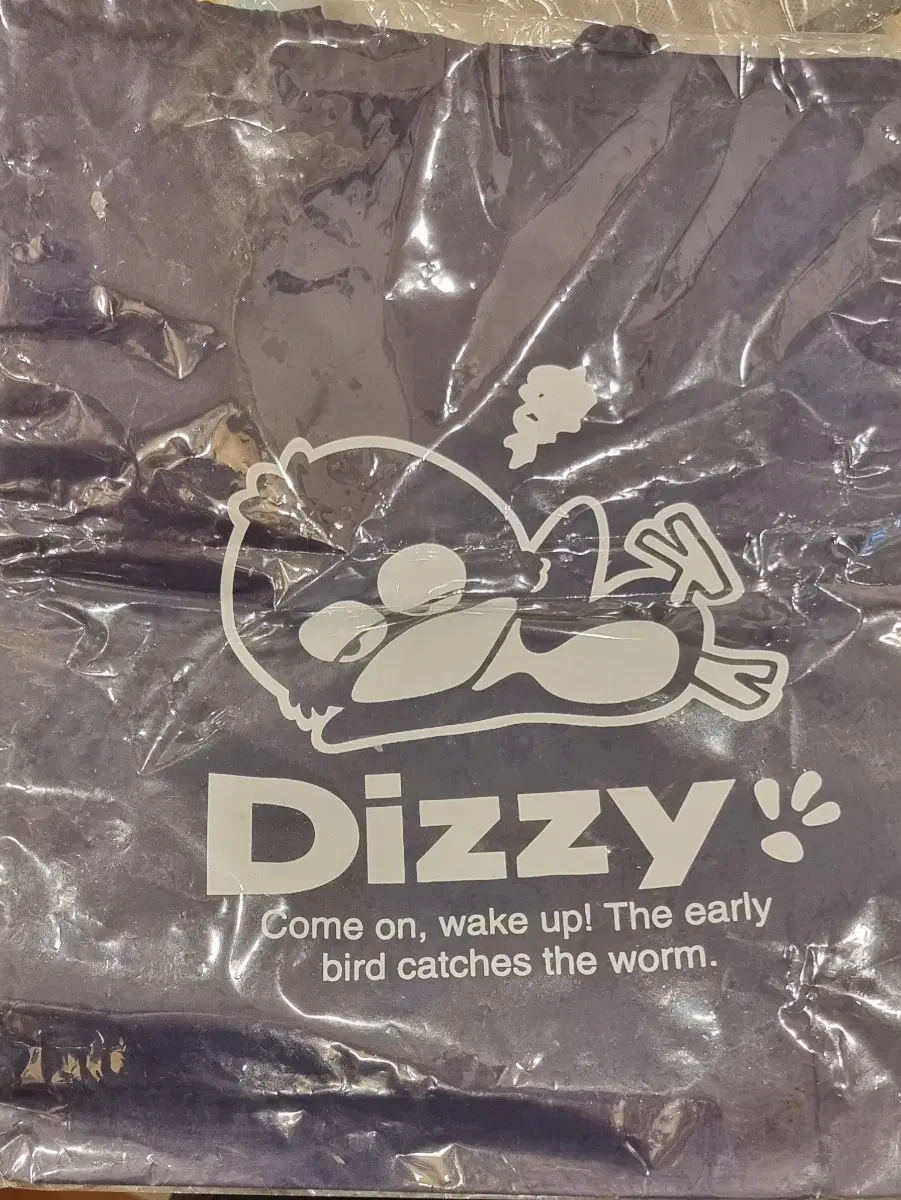 Dizzy
Come on, wake up! The early
bird catches the worm.